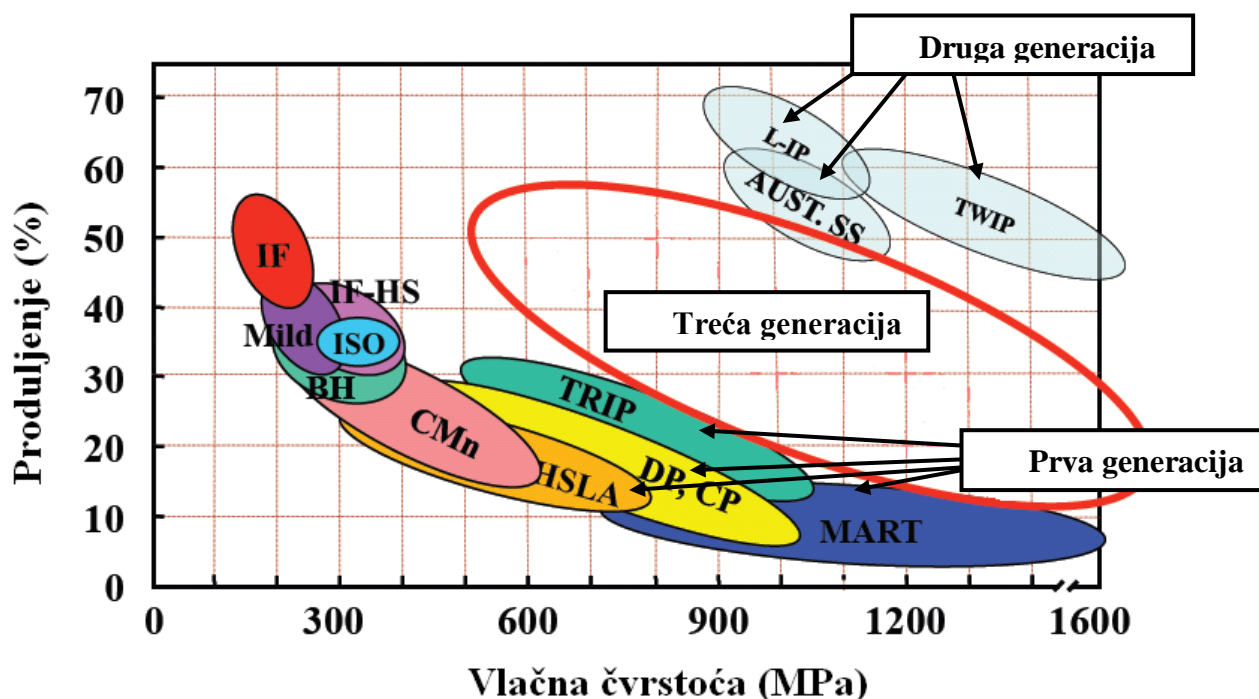 Druga generacija
70
60
50
40
30
20
10
0
Produljenje (%)
L-IP
AUST. SS
TWIP
IF
IF-HS
Mild
ISO
BH
Treća generacija
TRIP
CMn
DP, CP
HSLA
Prva generacija
MART
0
300
600
900
1200
1600
Vlačna čvrstoća (MPa)